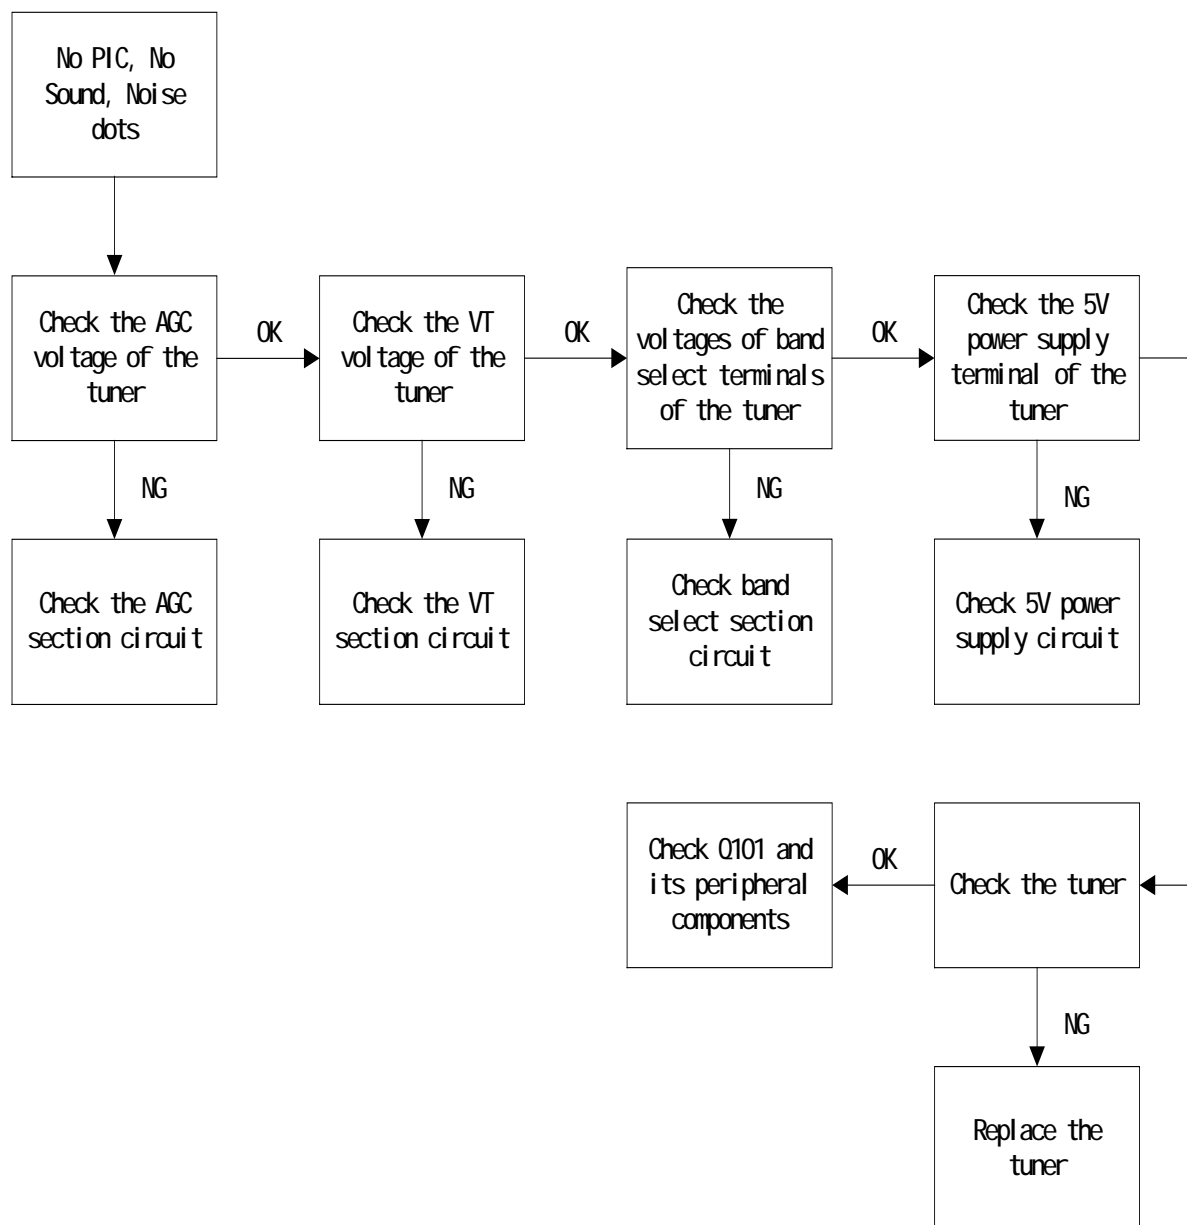 No PIC, No
Sound, Noise
dots
Check the AGC
voltage of the
tuner
OK
Check the VT
voltage of the
tuner
OK
Check the
voltages of band
select terminals
of the tuner
OK
Check the 5V
power supply
terminal of the
tuner
NG
NG
NG
NG
Check the AGC
section circuit
Check the VT
section circuit
Check band
select section
circuit
Check 5V power
supply circuit
Check Q101 and
its peripheral
components
OK
Check the tuner
NG
Replace the
tuner